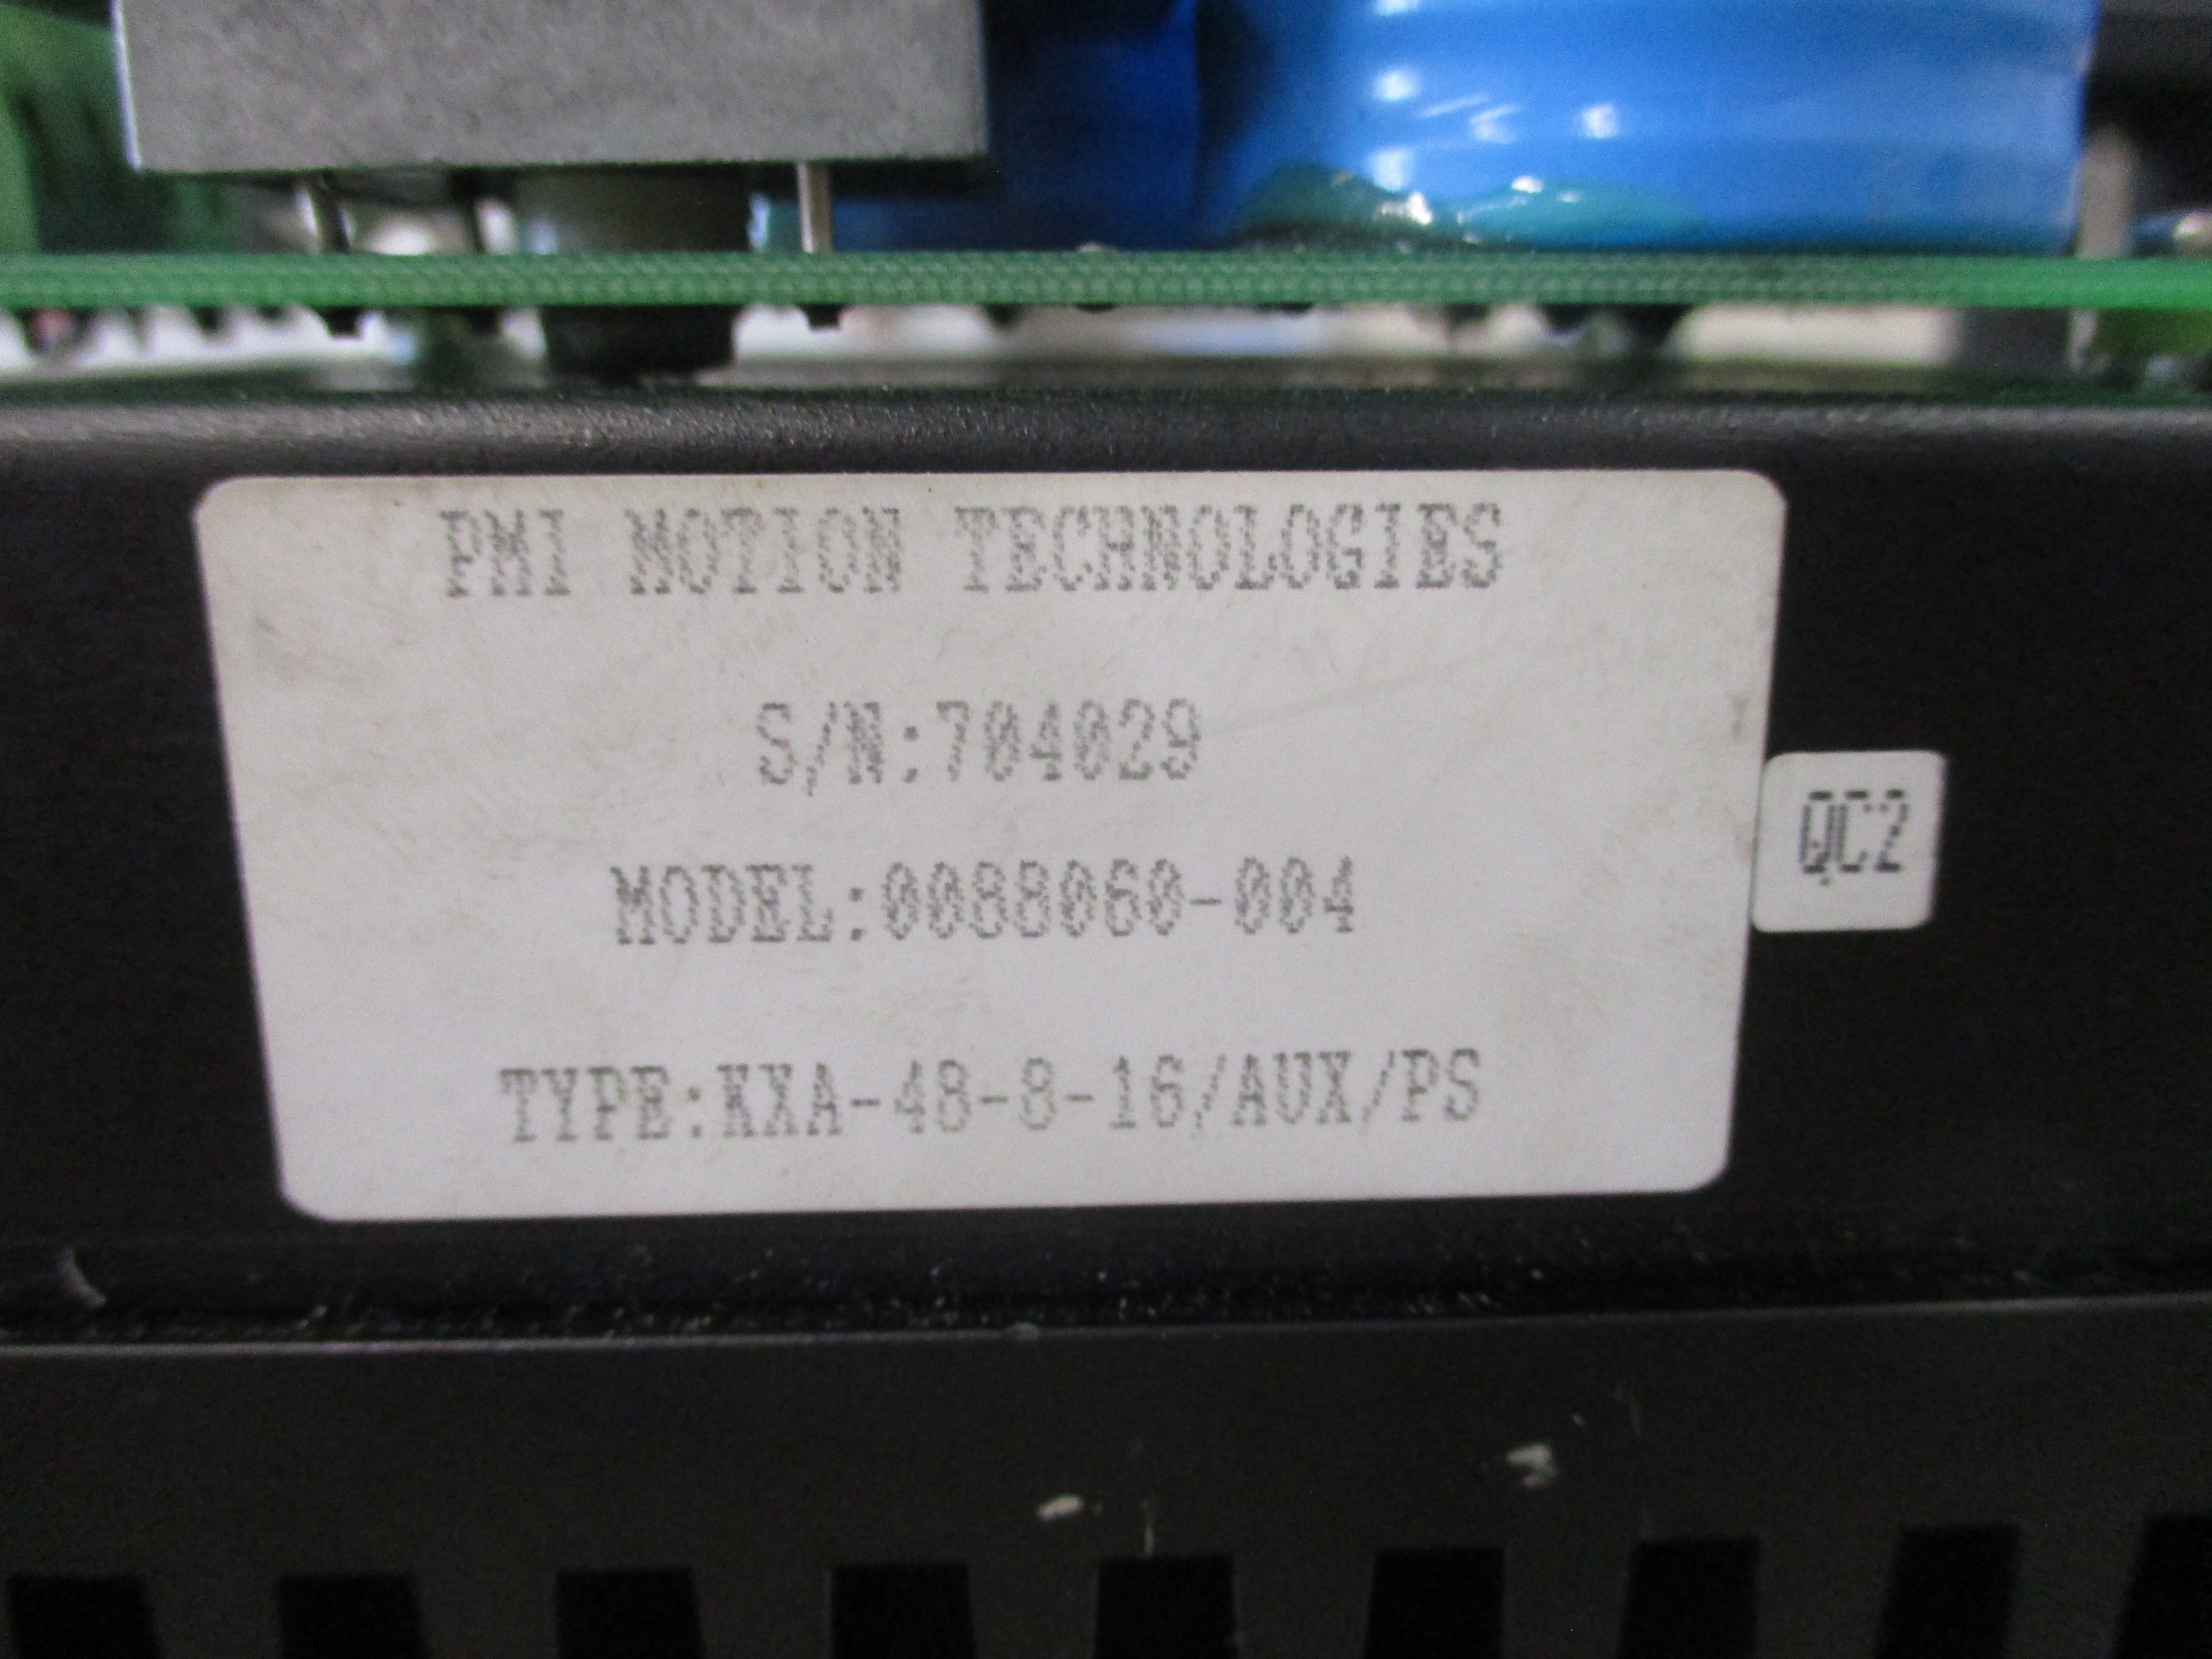 PMI MOTION TECHNOLOGIES
S/N:704029
MODEL:0088060-004
QC2
TYPE:KXA-48-8-16/AUX/PS